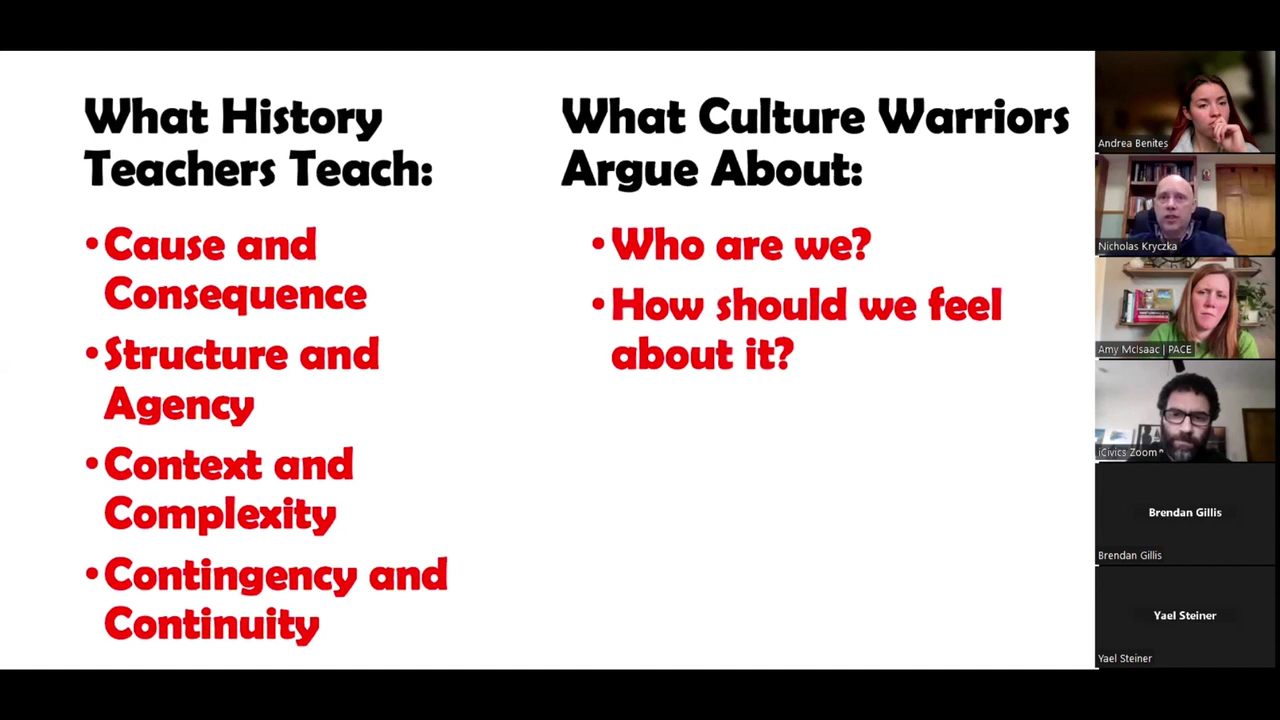 What History
Teachers Teach:
•Cause and
Consequence
•Structure and
Agency
•Context and
Complexity
•Contingency and
Continuity
What Culture Warriors
Argue About:
•Who are we?
•How should we feel
about it?
Andrea Benites
Nicholas Kryczka
Amy McIsaac | PACE
iCivics Zoom
Brendan Gillis
Brendan Gillis
Yael Steiner
Yael Steiner